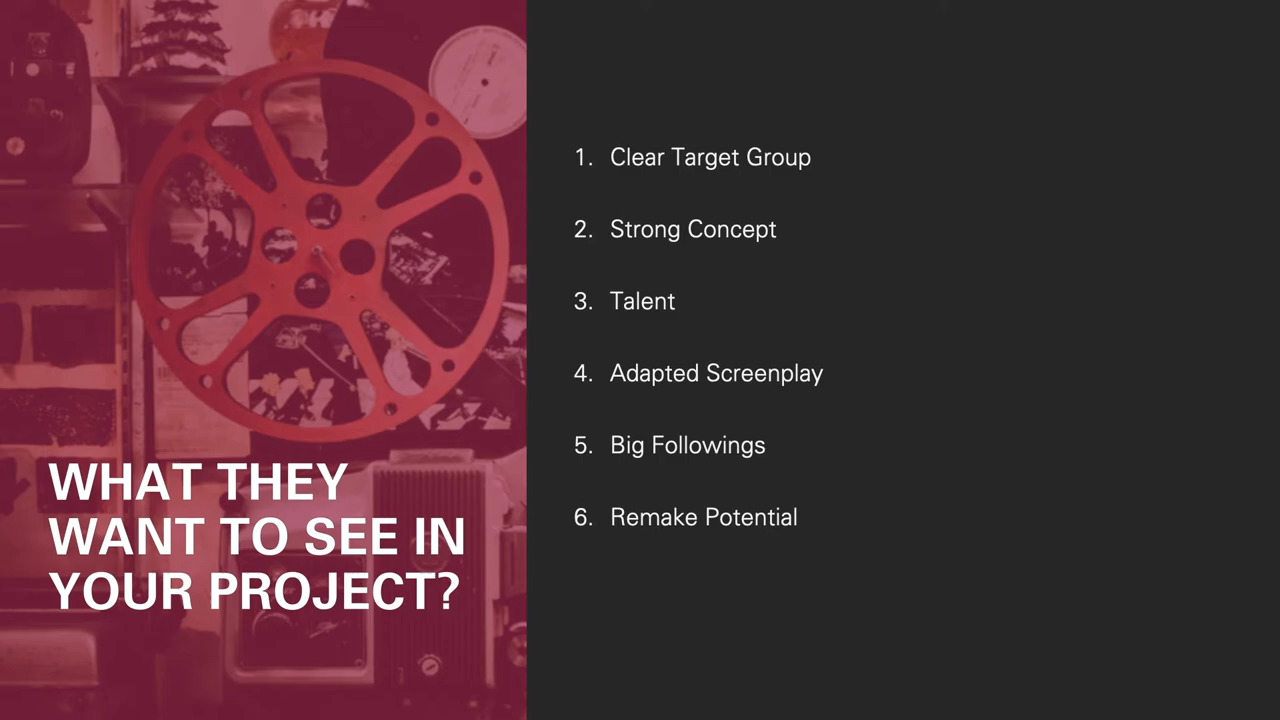 WHAT THEY
WANT TO SEE IN
YOUR PROJECT?
1. Clear Target Group
2. Strong Concept
3. Talent
4. Adapted Screenplay
5. Big Followings
6. Remake Potential